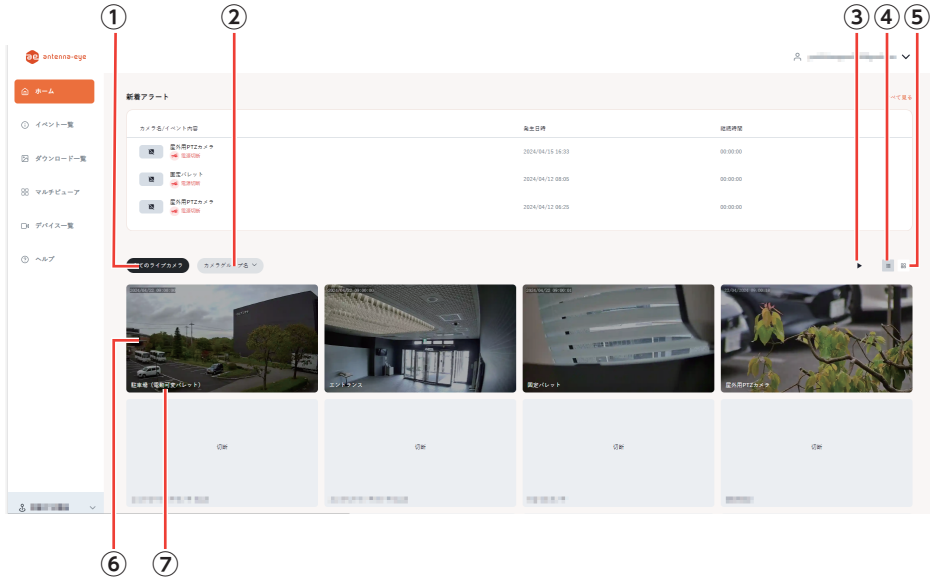 ① ② ③ ④ ⑤
antenna-eye
ホーム
イベント一覧
ダウンロード一覧
マルチビューア
デバイス一覧
ヘルプ
新着アラート
べて見る
カメラ名/イベント内容 発生日時 継続時間
屋外用PTZカメラ
電源切断
2024/04/15 16:33 00:00:00
固定パレット
電源切断
2024/04/12 08:05 00:00:00
屋外用PTZカメラ
電源切断
2024/04/12 06:25 00:00:00
てのライブカメラ カメラグループ名
駐車場(電動可変パレット) エントランス 固定パレット 屋外用PTZカメラ
切断 切断 切断 切断
⑥ ⑦